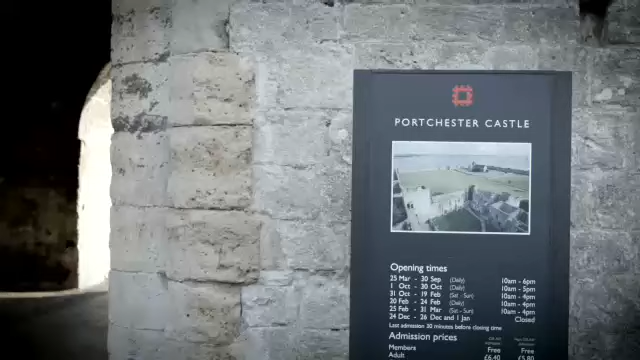 PORTCHESTER CASTLE
Opening times
25 Mar - 30 Sep (Daily) 10am - 6pm
1 Oct - 30 Oct (Daily) 10am - 5pm
31 Oct - 19 Feb (Sat - Sun) 10am - 4pm
20 Feb - 24 Feb (Daily) 10am - 4pm
25 Feb - 31 Mar (Sat - Sun) 10am - 4pm
24 Dec - 26 Dec and 1 Jan Closed
Last admission 30 minutes before closing time
Admission prices
Members Free Free
Adult £6.40 £5.80